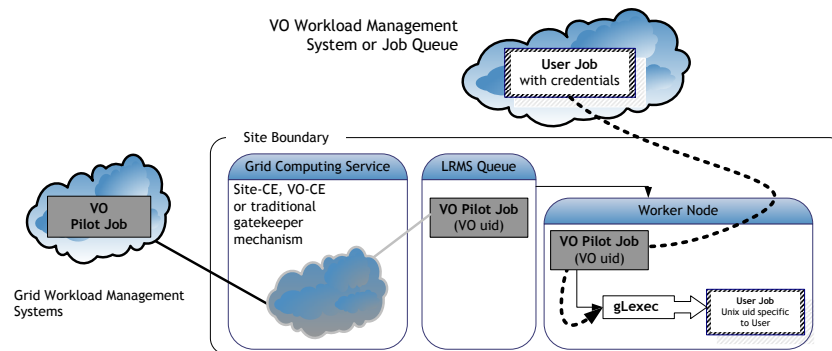 VO Workload Management
System or Job Queue
User Job
with credentials
Site Boundary
Grid Computing Service
Site-CE, VO-CE
or traditional
gatekeeper
mechanism
LRMS Queue
VO Pilot Job
(VO uid)
VO
Pilot Job
Grid Workload Management
Systems
Worker Node
VO Pilot Job
(VO uid)
gLexec
User Job
Unix uid specific
to User